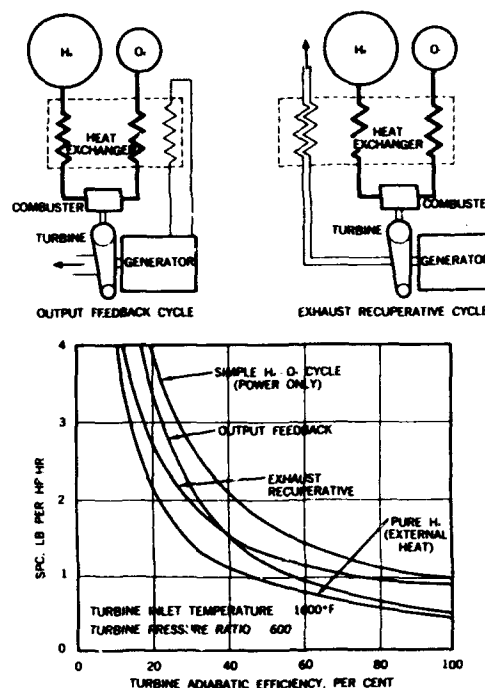 H₂
O₂
HEAT
EXCHANGER
COMBUSTER
TURBINE
GENERATOR
OUTPUT FEEDBACK CYCLE
H₂
O₂
HEAT
EXCHANGER
COMBUSTE
TURBINE
GENERATOR
EXHAUST RECUPERATIVE CYCLE
4
3
2
1
0
SPC. LB PER HP HR
SIMPLE H₂ O₂ CYCLE
(POWER ONLY)
OUTPUT FEEDBACK
EXHAUST
RECUPERATIVE
PURE H₂
(EXTERNAL
HEAT)
TURBINE INLET TEMPERATURE
TURBINE PRESSURE RATIO 600
0 20 40 60 80 100
TURBINE ADIABATIC EFFICIENCY, PER CENT